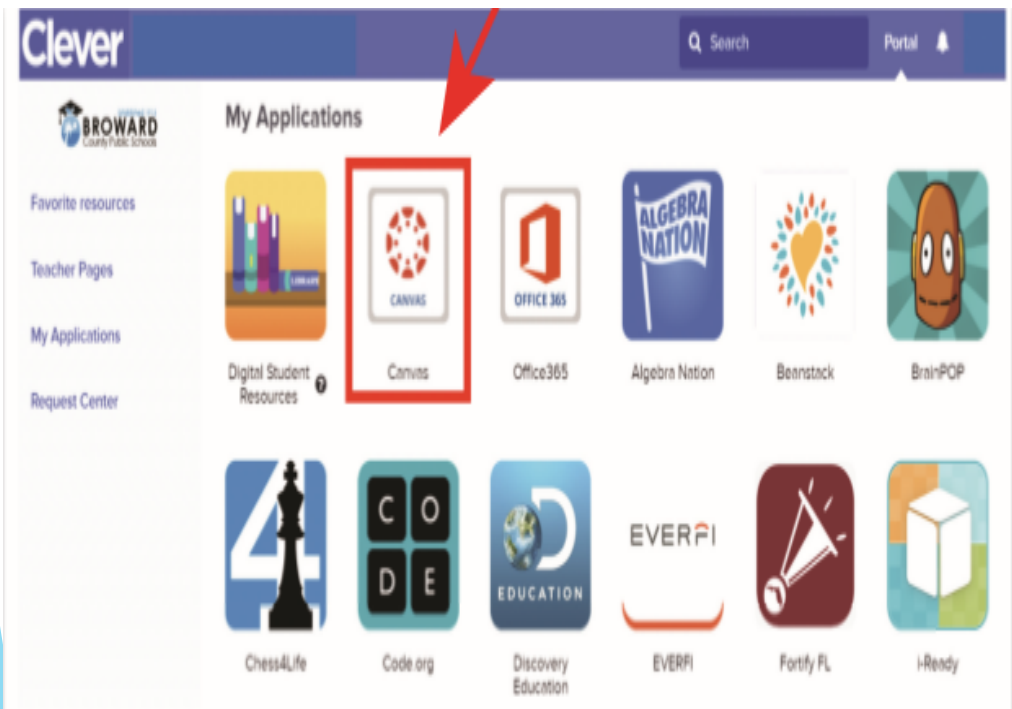 Clever
Search
Portal
BROWARD
County Public Schools
My Applications
Favorite resources
Teacher Pages
My Applications
Request Center
LIBRARY
CANVAS
OFFICE 365
ALGEBRA
NATION
Digital Student
Resources
Canvas
Office365
Algebra Nation
Beanstack
BrainPOP
4
C O
D E
D
EDUCATION
EVERFI
Chess4Life
Code.org
Discovery
Education
EVERFI
Fortify FL
i-Ready